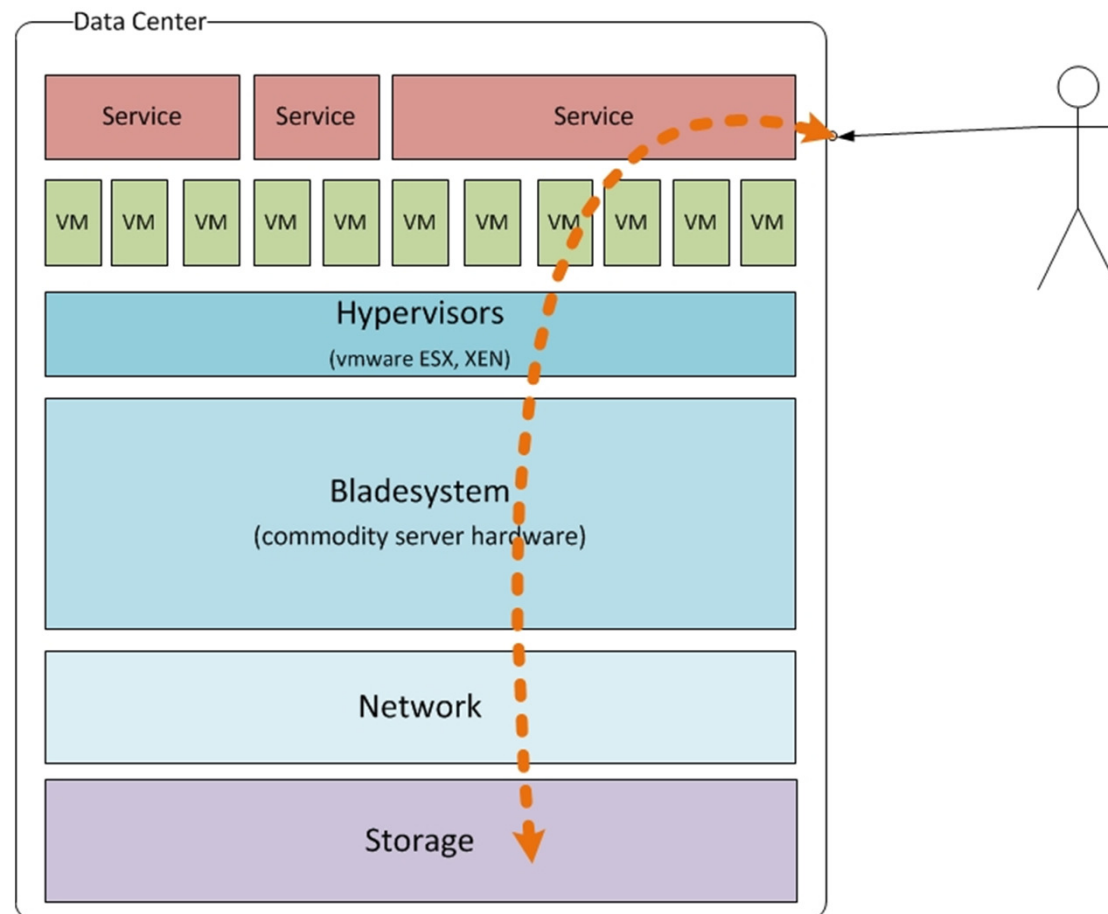 Data Center
Service Service Service
VM VM VM VM VM VM VM VM VM VM VM
Hypervisors
(vmware ESX, XEN)
Bladesystem
(commodity server hardware)
Network
Storage